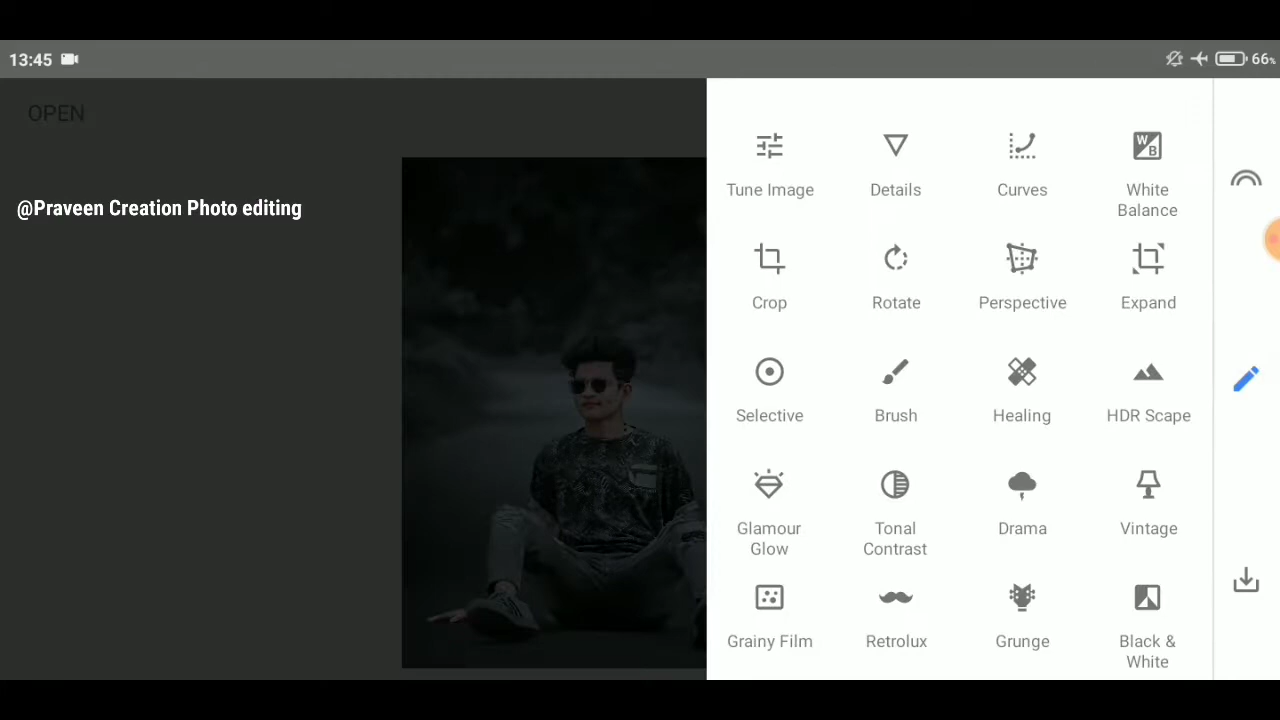 13:45
66%
OPEN
@Praveen Creation Photo editing
Tune Image
Details
Curves
White
Balance
W
B
Crop
Rotate
Perspective
Expand
Selective
Brush
Healing
HDR Scape
Glamour
Glow
Tonal
Contrast
Drama
Vintage
Grainy Film
Retrolux
Grunge
Black &
White